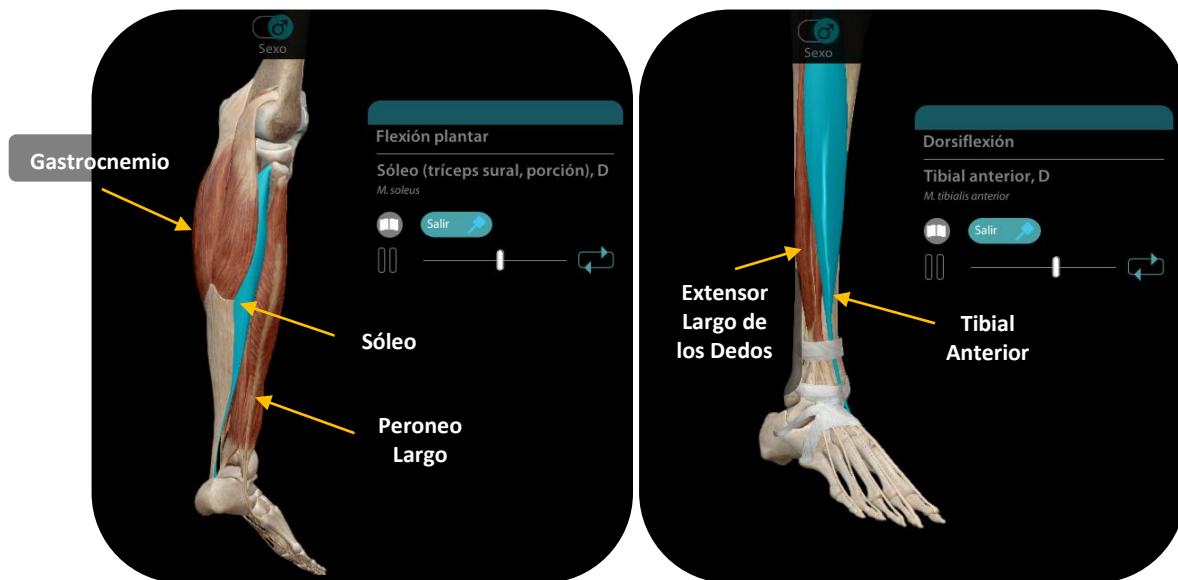 Sexo
Flexión plantar
Sóleo (tríceps sural, porción), D
M. soleus
Salir
Gastrocnemio
Sóleo
Peroneo
Largo
Sexo
Dorsiflexión
Tibial anterior, D
M. tibialis anterior
Salir
Extensor
Largo de
los Dedos
Tibial
Anterior